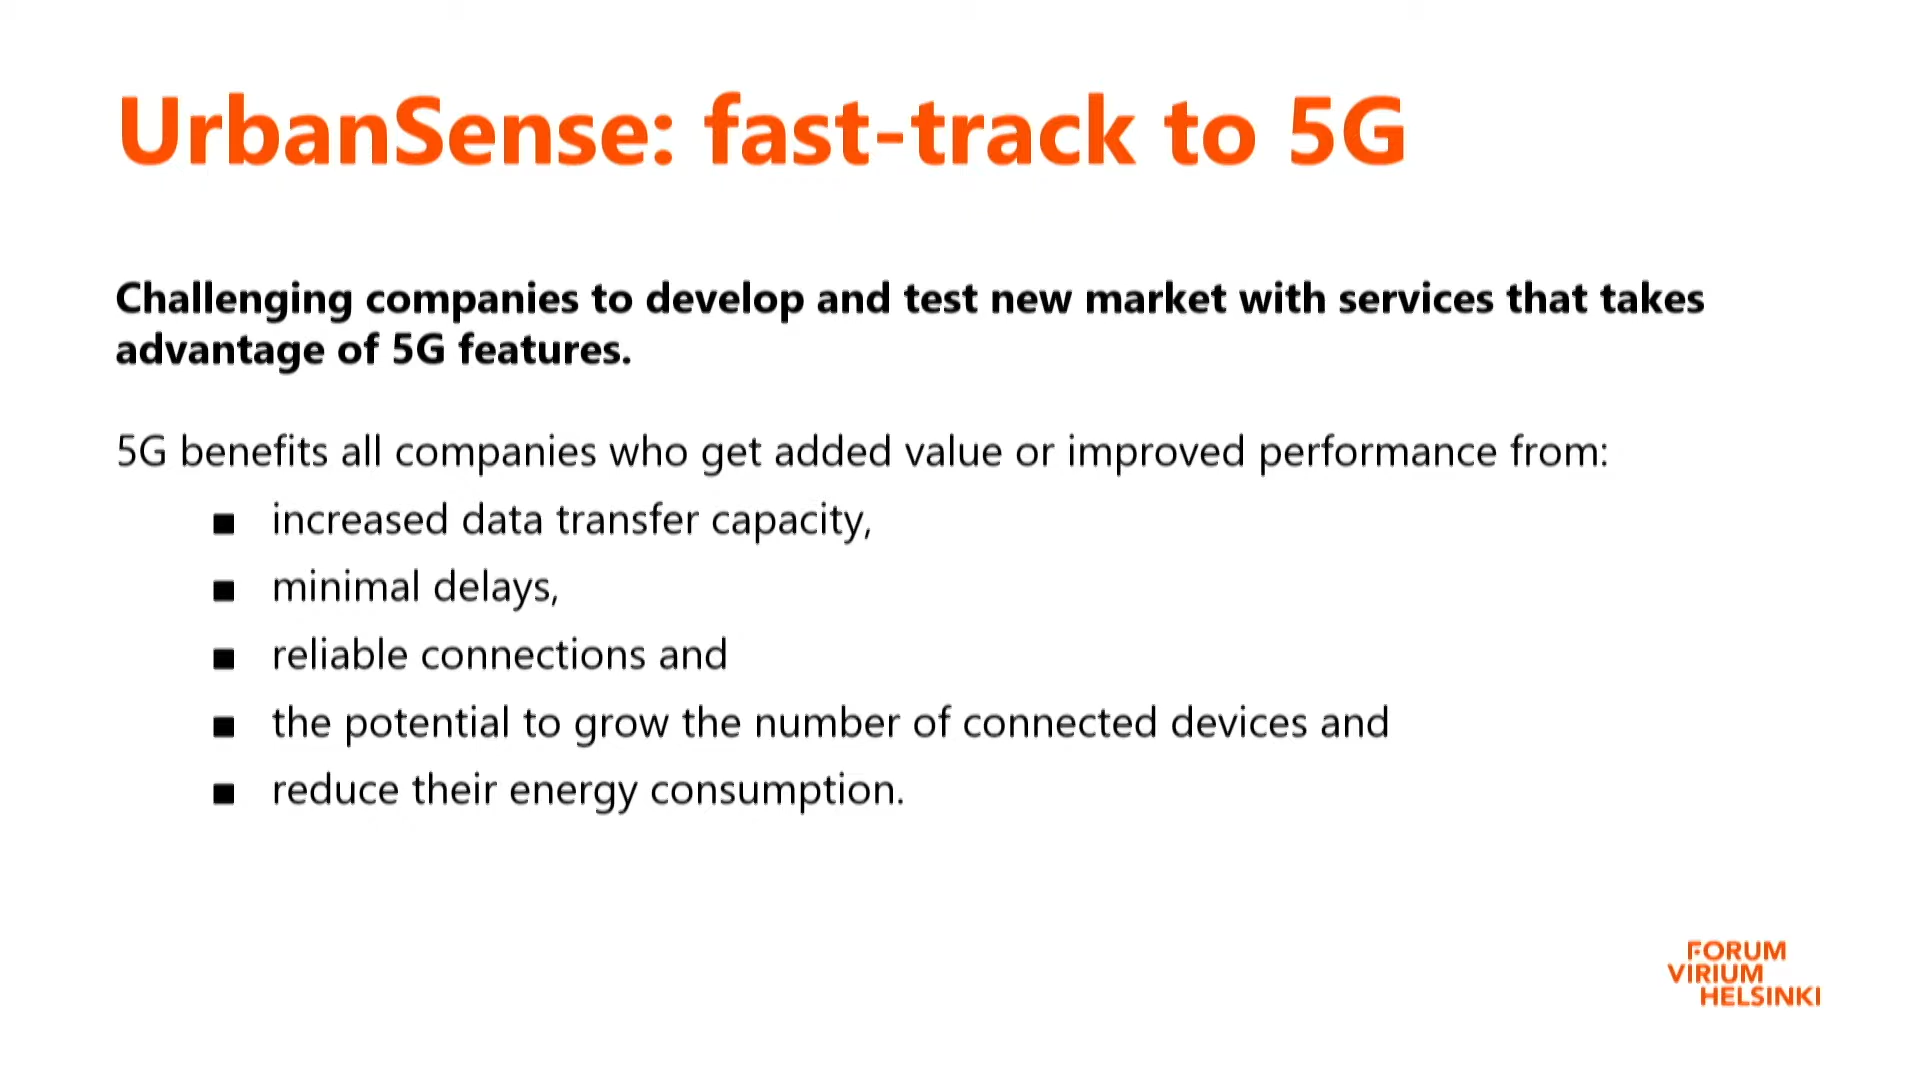 UrbanSense: fast-track to 5G
Challenging companies to develop and test new market with services that takes
advantage of 5G features.
5G benefits all companies who get added value or improved performance from:
■ increased data transfer capacity,
■ minimal delays,
■ reliable connections and
■ the potential to grow the number of connected devices and
■ reduce their energy consumption.
FORUM
VIRIUM
HELSINKI